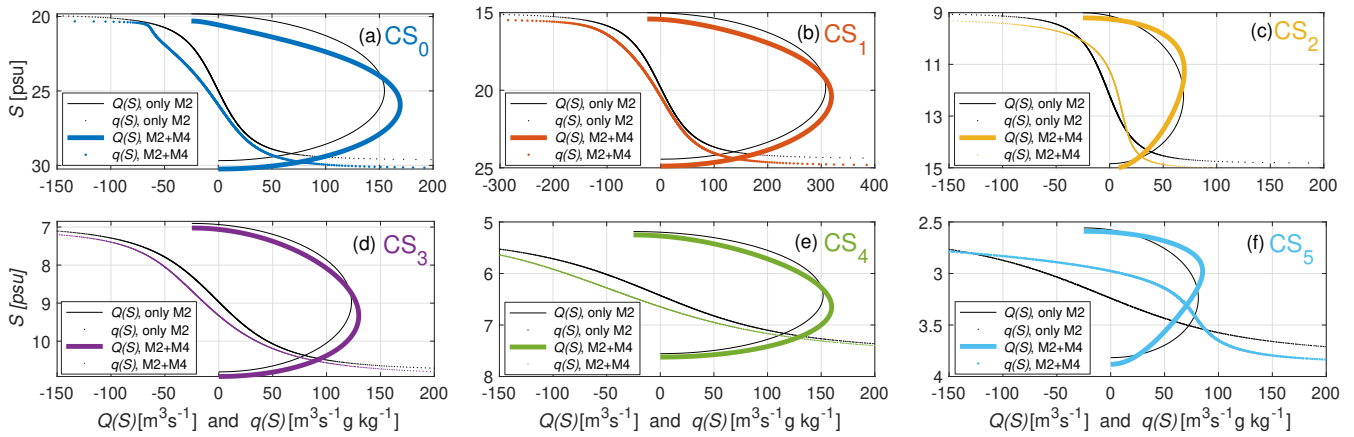 (a) CS0
S [psu]
20
25
30
Q(S), only M2
q(S), only M2
Q(S), M2+M4
q(S), M2+M4
-150 -100 -50 0 50 100 150 200
(b) CS1
15
20
25
Q(S), only M2
q(S), only M2
Q(S), M2+M4
q(S), M2+M4
-300 -200 -100 0 100 200 300 400
(c) CS2
9
11
13
15
Q(S), only M2
q(S), only M2
Q(S), M2+M4
q(S), M2+M4
-150 -100 -50 0 50 100 150 200
(d) CS3
S [psu]
7
8
9
10
Q(S), only M2
q(S), only M2
Q(S), M2+M4
q(S), M2+M4
-150 -100 -50 0 50 100 150 200
Q(S) [m³s⁻¹] and q(S) [m³s⁻¹g kg⁻¹]
(e) CS4
5
6
7
8
Q(S), only M2
q(S), only M2
Q(S), M2+M4
q(S), M2+M4
-150 -100 -50 0 50 100 150 200
Q(S) [m³s⁻¹] and q(S) [m³s⁻¹g kg⁻¹]
(f) CS5
2.5
3
3.5
4
Q(S), only M2
q(S), only M2
Q(S), M2+M4
q(S), M2+M4
-150 -100 -50 0 50 100 150 200
Q(S) [m³s⁻¹] and q(S) [m³s⁻¹g kg⁻¹]